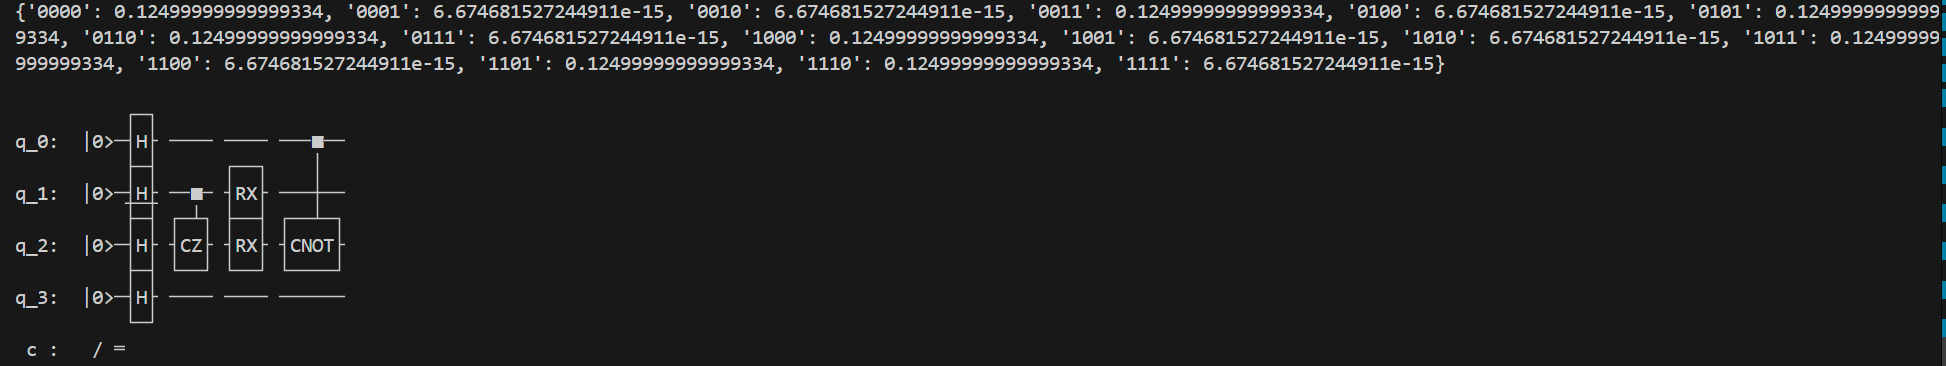 {'0000': 0.12499999999999334, '0001': 6.674681527244911e-15, '0010': 6.674681527244911e-15, '0011': 0.12499999999999334, '0100': 6.674681527244911e-15, '0101': 0.1249999999999
9334, '0110': 0.12499999999999334, '0111': 6.674681527244911e-15, '1000': 0.12499999999999334, '1001': 6.674681527244911e-15, '1010': 6.674681527244911e-15, '1011': 0.1249999
9999999334, '1100': 6.674681527244911e-15, '1101': 0.12499999999999334, '1110': 0.12499999999999334, '1111': 6.674681527244911e-15}
q_0: |0> H
q_1: |0> H RX
q_2: |0> H CZ RX CNOT
q_3: |0> H
c : / =